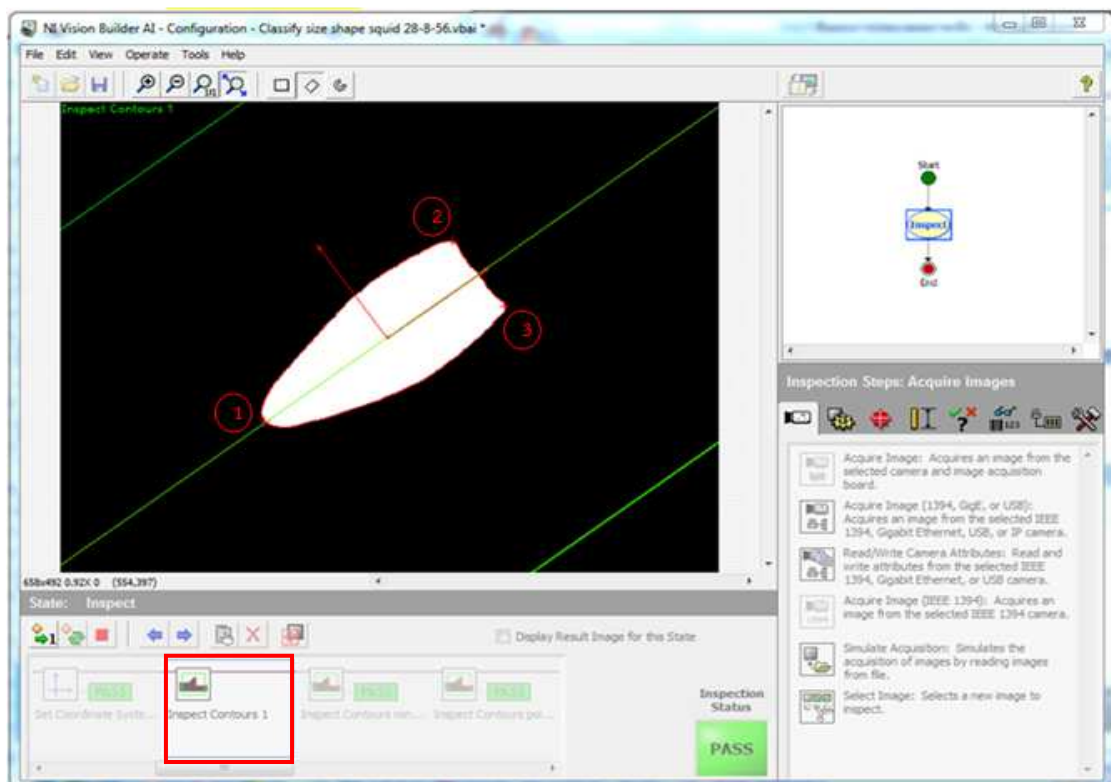 NI Vision Builder AI - Configuration - Classify size shape squid 28-8-56.vbai *
File Edit View Operate Tools Help
Inspect Contours 1
2
3
1
658x492 0.92X 0 (554,397)
Start
Inspect
End
Inspection Steps: Acquire Images
Acquire Image: Acquires an image from the
selected camera and image acquisition
board.
Acquire Image (1394, GigE, or USB):
Acquires an image from the selected IEEE
1394, Gigabit Ethernet, USB, or IP camera.
Read/Write Camera Attributes: Read and
write attributes from the selected IEEE
1394, Gigabit Ethernet, or USB camera.
Acquire Image (IEEE 1394): Acquires an
image from the selected IEEE 1394 camera.
Simulate Acquisition: Simulates the
acquisition of images by reading images
from file.
Select Image: Selects a new image to
inspect.
State: Inspect
1
Display Result Image for this State
PASS
PASS
PASS
Set Coordinate Syste...
Inspect Contours 1
Inspect Contours
Inspect Contours
Inspection
Status
PASS